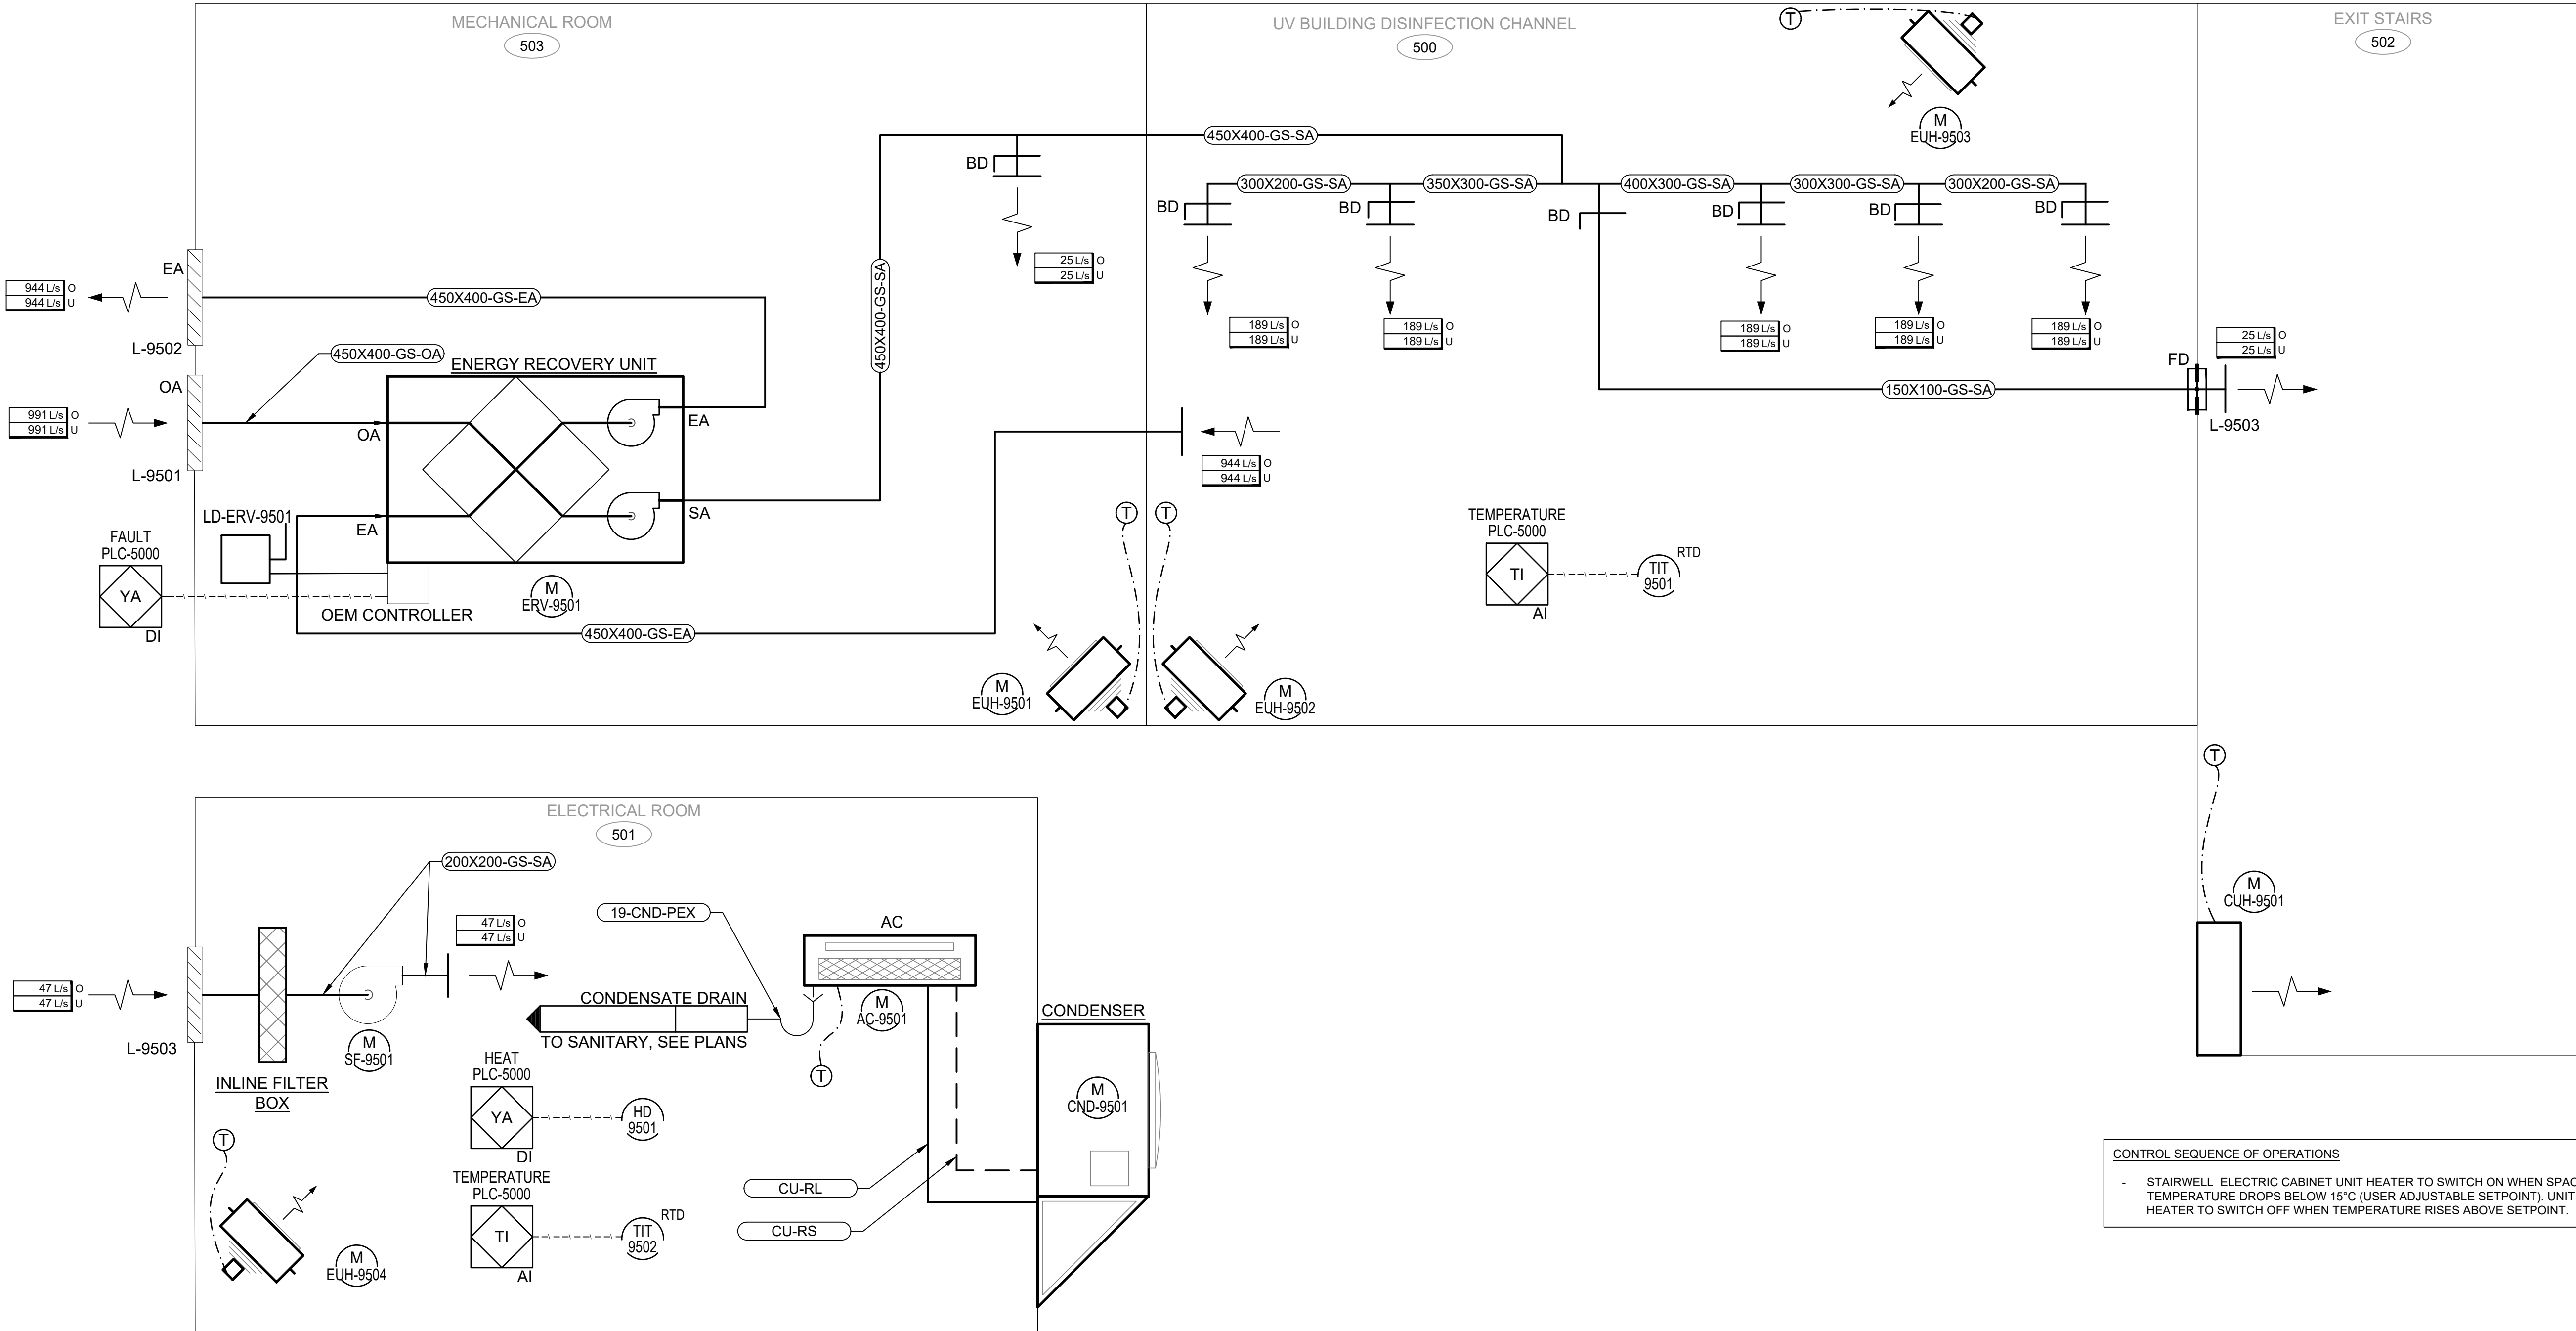 MECHANICAL ROOM
503
UV BUILDING DISINFECTION CHANNEL
500
T
M
EUH-9503
EXIT STAIRS
502
450X400-GS-SA
BD
25 L/s O
25 L/s U
300X200-GS-SA
350X300-GS-SA
400X300-GS-SA
300X300-GS-SA
300X200-GS-SA
BD
BD
BD
BD
BD
BD
189 L/s O
189 L/s U
189 L/s O
189 L/s U
189 L/s O
189 L/s U
189 L/s O
189 L/s U
189 L/s O
189 L/s U
450X400-GS-SA
EA
944 L/s O
944 L/s U
L-9502
450X400-GS-EA
450X400-GS-OA
ENERGY RECOVERY UNIT
OA
991 L/s O
991 L/s U
L-9501
OA
EA
EA
SA
LD-ERV-9501
FAULT
PLC-5000
YA
DI
OEM CONTROLLER
M
ERV-9501
450X400-GS-EA
944 L/s O
944 L/s U
T
T
M
EUH-9501
M
EUH-9502
TEMPERATURE
PLC-5000
TI
AI
RTD
TIT
9501
150X100-GS-SA
FD
25 L/s O
25 L/s U
L-9503
T
M
CUH-9501
ELECTRICAL ROOM
501
200X200-GS-SA
47 L/s O
47 L/s U
47 L/s O
47 L/s U
L-9503
M
SF-9501
INLINE FILTER
BOX
19-CND-PEX
CONDENSATE DRAIN
TO SANITARY, SEE PLANS
AC
M
AC-9501
T
CONDENSER
M
CND-9501
HEAT
PLC-5000
YA
DI
HD
9501
TEMPERATURE
PLC-5000
TI
AI
RTD
TIT
9502
CU-RL
CU-RS
T
M
EUH-9504
CONTROL SEQUENCE OF OPERATIONS
- STAIRWELL ELECTRIC CABINET UNIT HEATER TO SWITCH ON WHEN SPAC
TEMPERATURE DROPS BELOW 15°C (USER ADJUSTABLE SETPOINT). UNIT
HEATER TO SWITCH OFF WHEN TEMPERATURE RISES ABOVE SETPOINT.